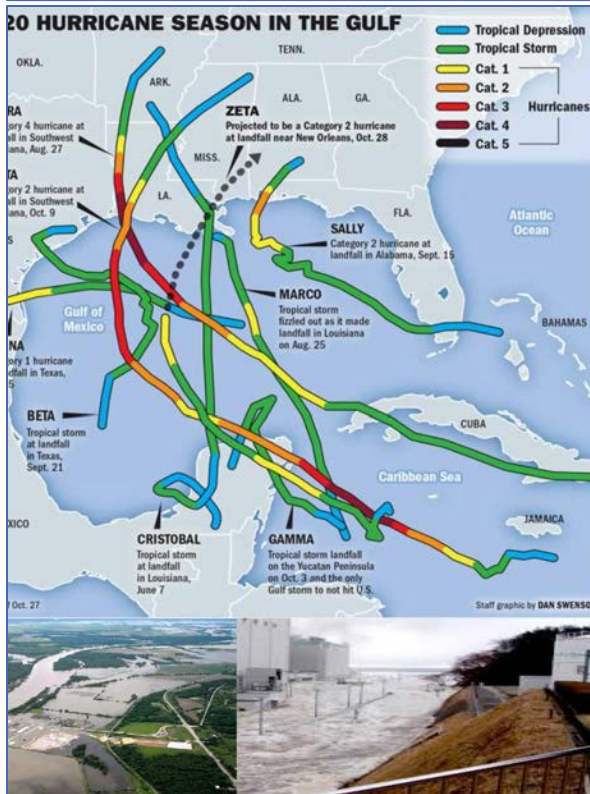 20 HURRICANE SEASON IN THE GULF
Tropical Depression
Tropical Storm
Cat. 1
Cat. 2
Cat. 3
Hurricanes
Cat. 4
Cat. 5
OKLA.
TENN.
ARK.
ALA.
GA.
MISS.
LA.
FLA.
RA
gory 4 hurricane at
fall in Southwest
iana, Aug. 27
TA
gory 2 hurricane at
fall in Southwest
iana, Oct. 9
S
ZETA
Projected to be a Category 2 hurricane
at landfall near New Orleans, Oct. 28
SALLY
Category 2 hurricane at
landfall in Alabama, Sept. 15
Atlantic
Ocean
MARCO
Tropical storm
fizzled out as it made
landfall in Louisiana
on Aug. 25
Gulf of
Mexico
BAHAMAS
NA
gory 1 hurricane
dfall in Texas,
5
BETA
Tropical storm
at landfall
in Texas,
Sept. 21
CUBA
Caribbean Sea
JAMAICA
XICO
CRISTOBAL
Tropical storm
at landfall
in Louisiana,
June 7
GAMMA
Tropical storm landfall
on the Yucatan Peninsula
on Oct. 3 and the only
Gulf storm to not hit U.S.
f Oct. 27
Staff graphic by DAN SWENSO